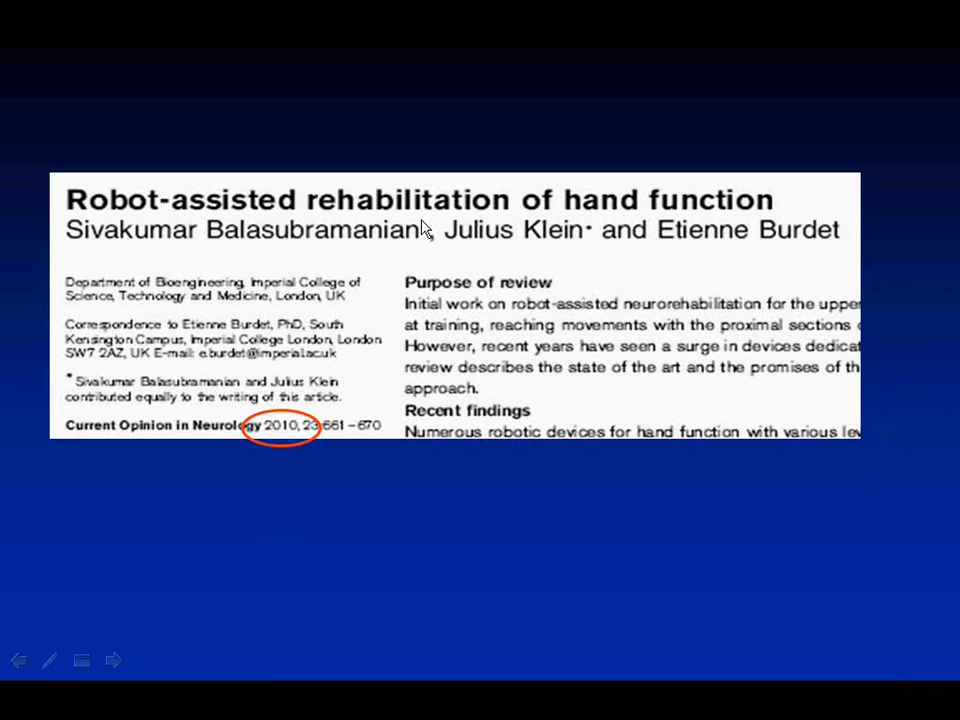 Robot-assisted rehabilitation of hand function
Sivakumar Balasubramanian*, Julius Klein* and Etienne Burdet
Department of Bioengineering, Imperial College of
Science, Technology and Medicine, London, UK
Correspondence to Etienne Burdet, PhD, South
Kensington Campus, Imperial College London, London
SW7 2AZ, UK E-mail: e.burdet@imperial.ac.uk
*Sivakumar Balasubramanian and Julius Klein
contributed equally to the writing of this article.
Current Opinion in Neurology 2010, 23:661–670
Purpose of review
Initial work on robot-assisted neurorehabilitation for the upper
at training, reaching movements with the proximal sections
However, recent years have seen a surge in devices dedicat
review describes the state of the art and the promises of th
approach.
Recent findings
Numerous robotic devices for hand function with various lev